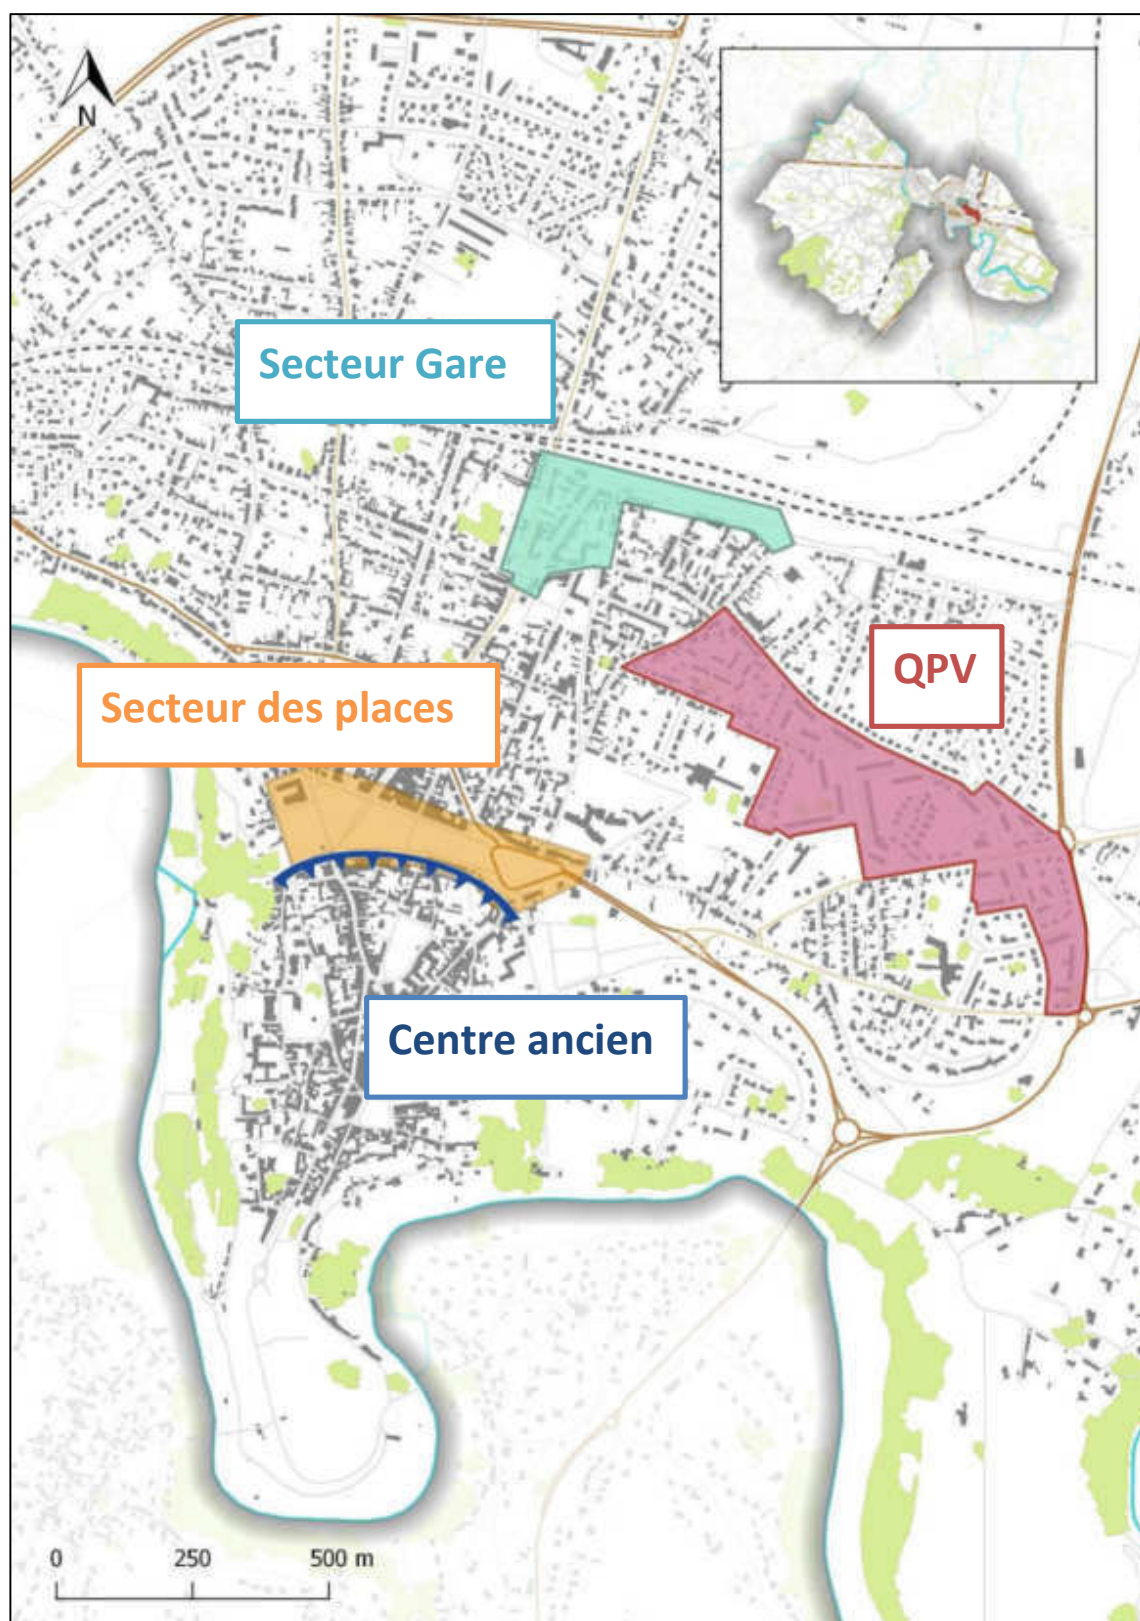 N
Secteur Gare
QPV
Secteur des places
Centre ancien
0 250 500 m